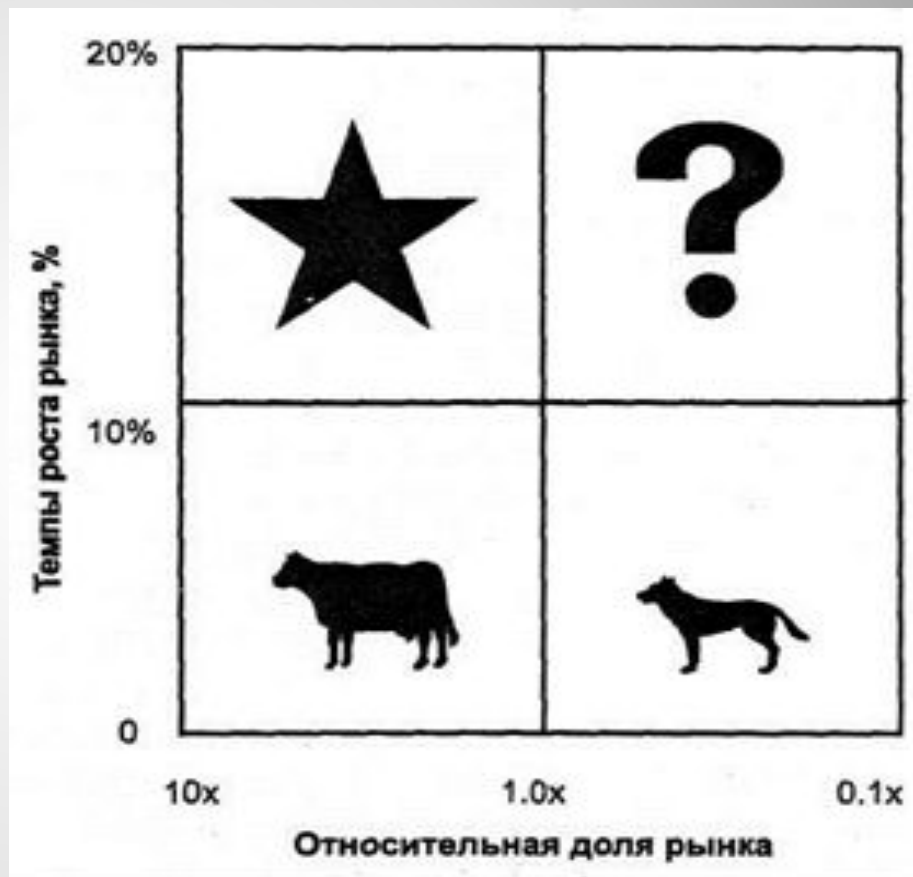 20%
?
Темпы роста рынка, %
10%
0
10x
1.0x
0.1x
Относительная доля рынка